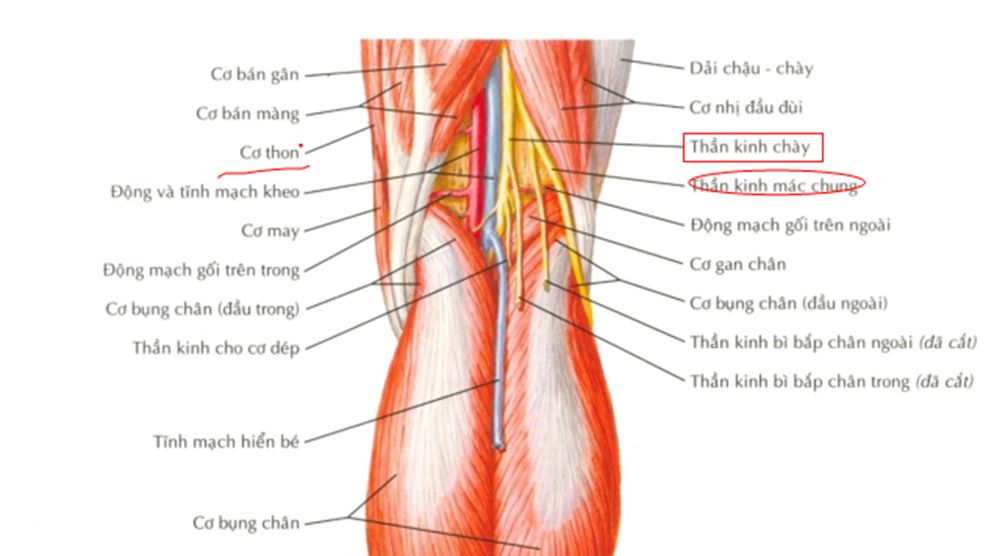 Cơ bán gân
Cơ bán màng
Cơ thon
Động và tĩnh mạch kheo
Cơ may
Động mạch gối trên trong
Cơ bụng chân (đầu trong)
Thần kinh cho cơ dép
Tĩnh mạch hiển bé
Cơ bụng chân
Dải chậu - chày
Cơ nhị đầu đùi
Thần kinh chày
Thần kinh mác chung
Động mạch gối trên ngoài
Cơ gan chân
Cơ bụng chân (đầu ngoài)
Thần kinh bì bắp chân ngoài (đã cắt)
Thần kinh bì bắp chân trong (đã cắt)